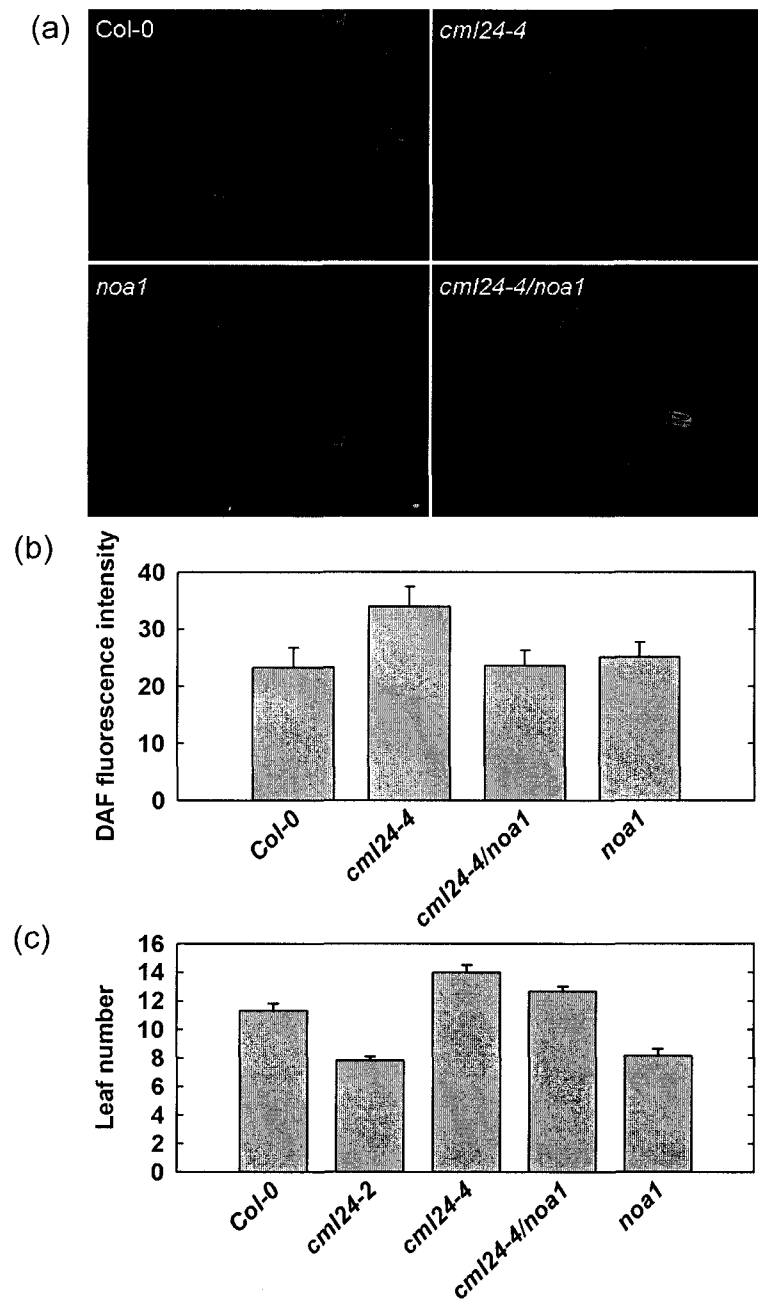 (a) Col-0 cml24-4
noa1 cml24-4/noa1
(b)
DAF fluorescence intensity
40
30
20
10
0
Col-0 cml24-4 cml24-4/noa1 noa1
(c)
Leaf number
16
14
12
10
8
6
4
2
0
Col-0 cml24-2 cml24-4 cml24-4/noa1 noa1